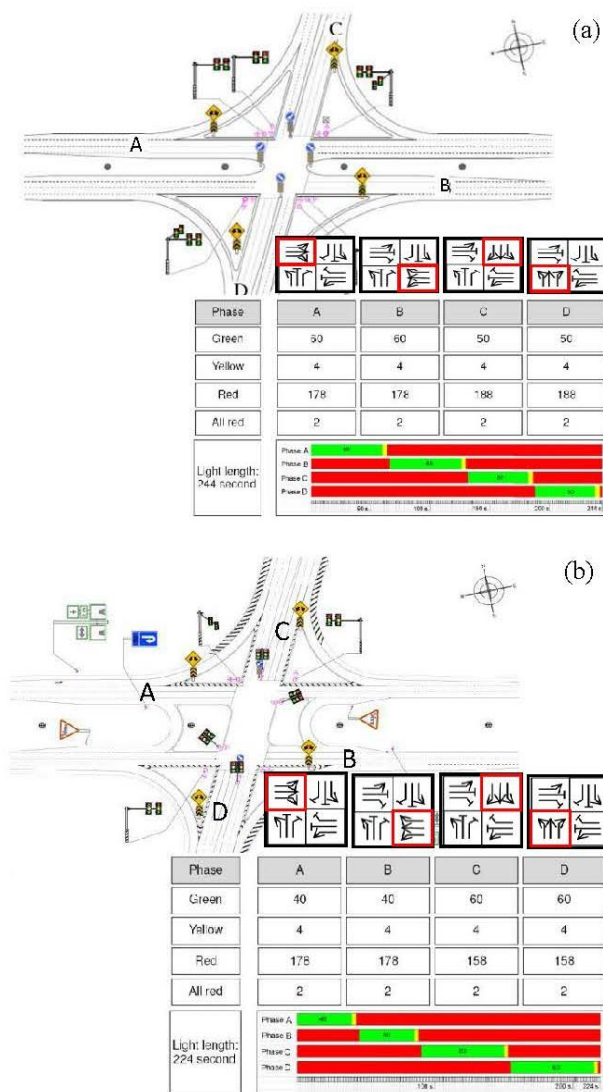 (a)
C
A
B
D
Phase A B C D
Green 60 60 50 50
Yellow 4 4 4 4
Red 178 178 188 188
All red 2 2 2 2
Light length:
244 second
Phase A
Phase B
Phase C
Phase D
(b)
C
A
B
D
Phase A B C D
Green 40 40 60 60
Yellow 4 4 4 4
Red 178 178 158 158
All red 2 2 2 2
Light length:
224 second
Phase A
Phase B
Phase C
Phase D